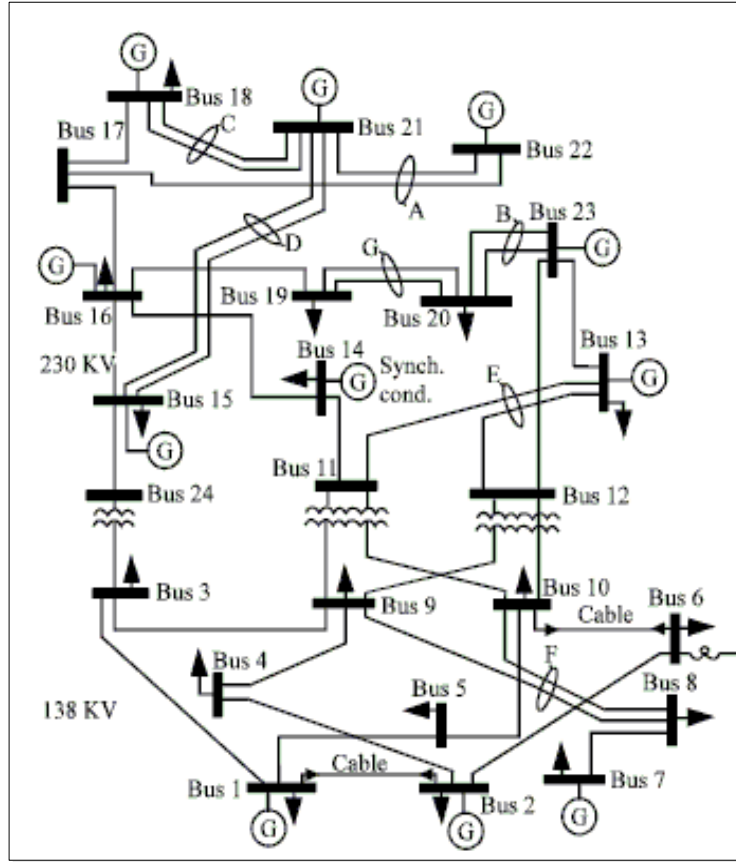 G
G
G
Bus 18
C
Bus 21
Bus 17
Bus 22
A
B
Bus 23
D
G
G
G
Bus 16
Bus 19
Bus 20
Bus 13
230 KV
Bus 14
Synch.
cond.
G
E
G
Bus 15
G
Bus 11
Bus 24
Bus 12
Bus 3
Bus 9
Bus 10
Bus 6
Cable
Bus 4
F
Bus 5
Bus 8
138 KV
Cable
Bus 1
Bus 2
Bus 7
G
G
G